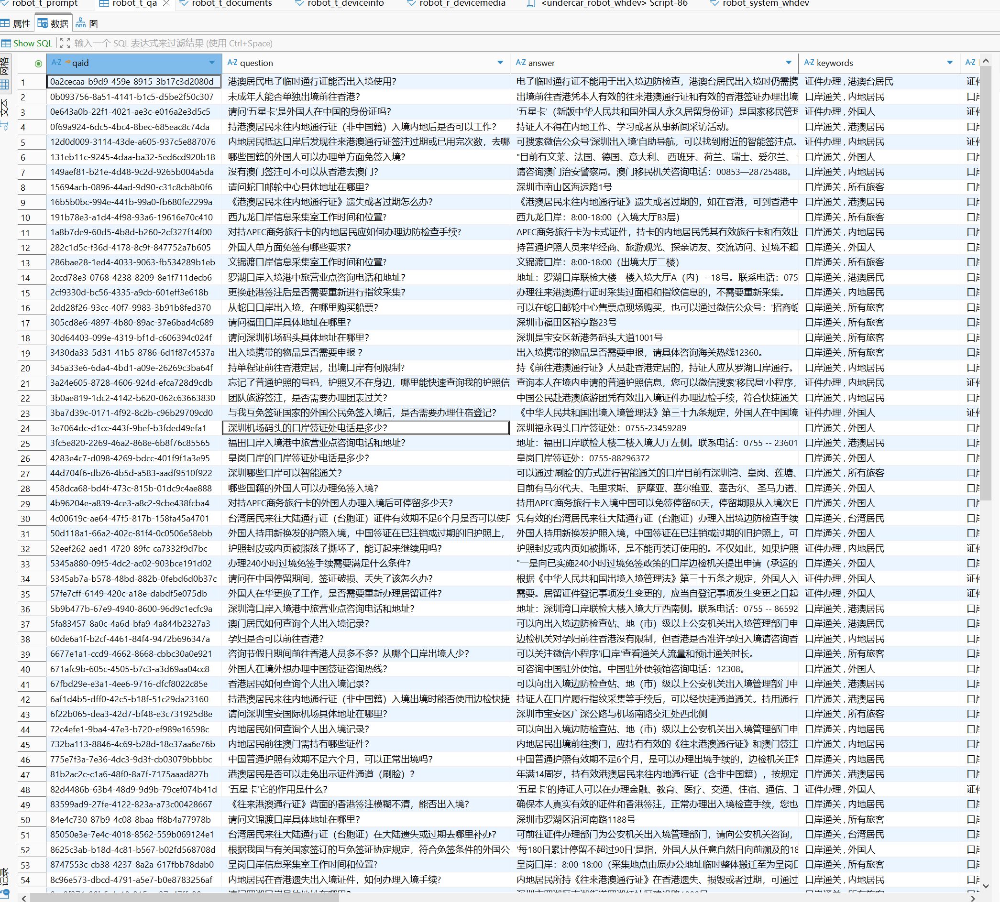 robot_t_prompt robot_t_qa robot_t_documents robot_t_deviceinfo robot_r_devicemedia <undercar_robot_whdev> Script-86 robot_system_whdev
属性 数据 图
Show SQL 输入一个 SQL 表达式来过滤结果 (使用 Ctrl+Space)
网格
文本
记录
A-Z qaid A-Z question A-Z answer A-Z keywords A-Z
1 0a2cecaa-b9d9-459e-8915-3b17c3d2080d 港澳居民电子临时通行证能否出入境使用? 电子临时通行证不能用于出入境边防检查，港澳台居民出入境时仍需携 证件办理 , 港澳台居民 证件
2 0b093756-8a51-4141-b1c5-d5be2f50c307 未成年人能否单独出境前往香港? 出境前往香港凭本人有效的往来港澳通行证和有效的香港签证办理出境 口岸通关 , 内地居民 口岸
3 0e643a0b-22f1-4021-ae3c-e016a2e3d5c5 请问'五星卡'是外国人在中国的身份证吗? '五星卡'（新版中华人民共和国外国人永久居留身份证）是国家移民管理 证件办理 , 外国人 证件
4 0f69a924-6dc5-4bc4-8bec-685eac8c74da 持港澳居民来往内地通行证（非中国籍）入境内地后是否可以工作? 持证人不得在内地工作、学习或者从事新闻采访活动。 口岸通关 , 港澳居民 口岸
5 12d0d009-3114-43de-a605-937c5e887076 内地居民抵达口岸后发现往来港澳通行证签注过期或已用完次数，去哪 可搜索微信公众号'深圳出入境'自助导航，可以找到附近的智能签注点。 证件办理 , 内地居民 证件
6 131eb11c-9245-4daa-ba32-5ed6cd920b18 哪些国籍的外国人可以办理单方面免签入境? "目前有文莱、法国、德国、意大利、 西班牙、荷兰、瑞士、爱尔兰、 口岸通关 , 外国人 口岸
7 149aef81-b21e-4d48-9c2d-9265b004a5da 没有澳门签注可不可以从香港去澳门? 请咨询澳门治安警察局。澳门移民机关咨询电话：00853—28725488。 口岸通关 , 内地居民 口岸
8 15694acb-0896-44ad-9d90-c31c8cb8b0f6 请问蛇口邮轮中心具体地址在哪里? 深圳市南山区海运路1号 口岸通关 , 所有旅客 口岸
9 16b5b0bc-994e-441b-99a0-fb680fe2299a 《港澳居民来往内地通行证》遗失或者过期怎么办? 《港澳居民来往内地通行证》遗失或者过期的，如在香港，可到香港中 口岸通关 , 港澳居民 口岸
10 191b78e3-a1d4-4f98-93a6-19616e70c410 西九龙口岸信息采集室工作时间和位置? 西九龙口岸：8:00-18:00（入境大厅B3层） 口岸通关 , 所有旅客 口岸
11 1a8b7de9-60d5-4b8d-b260-2cf327f14f00 对持APEC商务旅行卡的内地居民应如何办理边防检查手续? APEC商务旅行卡为卡式证件，持卡的内地居民凭其有效旅行卡和有效出 口岸通关 , 内地居民 口岸
12 282c1d5c-f36d-4178-8c9f-847752a7b605 外国人单方面免签有哪些要求? 持普通护照人员来华经商、旅游观光、探亲访友、交流访问、过境不超 口岸通关 , 外国人 口岸
13 286bae28-1ed4-4033-9063-fb534289b1eb 文锦渡口岸信息采集室工作时间和位置? 文锦渡口岸：8:00-18:00（出境大厅二楼） 口岸通关 , 所有旅客 口岸
14 2ccd78e3-0768-4238-8209-8e1f711decb6 罗湖口岸入境港中旅营业点咨询电话和地址? 地址：罗湖口岸联检大楼一楼入境大厅A（内）--18号。联系电话：075 口岸通关 , 港澳居民 口岸
15 2cf9330d-bc56-4335-a9cb-601eff3e618b 更换赴港签注后是否需要重新进行指纹采集? 办理往来港澳通行证时采集过面相和指纹信息的，不需要重新采集。 口岸通关 , 内地居民 口岸
16 2dd28f26-93cc-40f7-9983-3b91b8fed370 从蛇口口岸出入境，在哪里购买船票? 可以在蛇口邮轮中心售票点现场购买，也可以通过微信公众号：'招商蛇 口岸通关 , 所有旅客 口岸
17 305cd8e6-4897-4b80-89ac-37e6bad4c689 请问福田口岸具体地址在哪里? 深圳市福田区裕亨路23号 口岸通关 , 所有旅客 口岸
18 30d64403-099e-4319-bf1d-c606394c024f 请问深圳机场码头具体地址在哪里? 深圳是宝安区新港务码头大道1001号 口岸通关 , 所有旅客 口岸
19 3430da33-5d31-41b5-8786-6d1f87c4537a 出入境携带的物品是否需要申报 ? 出入境携带的物品是否需要申报，请具体咨询海关热线12360。 口岸通关 , 所有旅客 口岸
20 345a33e6-6da4-4bd1-a09e-26269c3ba64f 持单程证前往香港定居，出境口岸有何限制? 持《前往港澳通行证》人员赴香港定居的，持证人应从罗湖口岸通行。 口岸通关 , 内地居民 口岸
21 3a24e605-8728-4606-924d-efca728d9cdb 忘记了普通护照的号码，护照又不在身边，哪里能快速查询我的护照信 查询本人在境内申请的普通护照信息，您可以微信搜索'移民局'小程序， 证件办理 , 内地居民 证件
22 3b0ae819-1dc2-4142-b620-062c63663830 团队旅游签注，是否需要办理团表过关? 中国公民赴港澳旅游团凭有效出入境证件办理边检手续，符合快捷通关 口岸通关 , 内地居民 口岸
23 3ba7d39c-0171-4f92-8c2b-c96b29709cd0 与我互免签证国家的外国公民免签入境后，是否需要办理住宿登记? 《中华人民共和国出境入境管理法》第三十九条规定，外国人在中国境 证件办理 , 外国人 证件
24 3e7064dc-d1cc-443f-9bef-b3fded49efa1 深圳机场码头的口岸签证处电话是多少? 深圳福永码头口岸签证处：0755-23459289 口岸通关 , 外国人 口岸
25 3fc5e820-2269-46a2-868e-6b8f76c85565 福田口岸入境港中旅营业点咨询电话和地址? 地址：福田口岸联检大楼二楼入境大厅左侧。联系电话：0755 -- 23601 口岸通关 , 港澳居民 口岸
26 4283e4c7-d098-4269-bdcc-401f9f1a3e95 皇岗口岸的口岸签证处电话是多少? 皇岗口岸签证处：0755-88296372 口岸通关 , 外国人 口岸
27 44d704f6-db26-4b5d-a583-aadf9510f922 深圳哪些口岸可以智能通关? 可以通过'刷脸'的方式进行智能通关的口岸目前有深圳湾、皇岗、莲塘、 口岸通关 , 所有旅客 口岸
28 458dca68-bd4f-473c-815b-01dc9c4ae888 哪些国籍的外国人可以办理免签入境? 目前有马尔代夫、毛里求斯、 萨摩亚、塞尔维亚、塞舌尔、 圣马力诺、 口岸通关 , 外国人 口岸
29 4b96204e-a839-4ce3-a8c2-9cbe438fcba4 对持APEC商务旅行卡的外国人办理入境后可停留多少天? 持用APEC商务旅行卡入境中国可以免签停留60天，停留期限从入境次日 口岸通关 , 外国人 口岸
30 4c00619c-ae64-47f5-817b-158fa45a4701 台湾居民来往大陆通行证（台胞证）证件有效期不足6个月是否可以使用 凭有效的台湾居民来往大陆通行证（台胞证）办理入出境边防检查手续 口岸通关 , 台湾居民 口岸
31 50d118a1-66a2-402c-81f4-0c0506e58ebb 外国人持用新换发的护照入境，中国签证在已注销或过期的旧护照上， 外国人持用新换发护照入境，中国签证在已注销或过期的旧护照上，可 口岸通关 , 外国人 口岸
32 52eef262-aed1-4720-89fc-ca7332f9d7bc 护照封皮或内页被熊孩子撕坏了，能订起来继续用吗? 护照封皮或内页如被撕坏，是不能再装订使用的。不仅如此，如果护照 证件办理 , 内地居民 证件
33 5345a880-09f5-4dc2-ac02-903bce191d02 办理240小时过境免签手续需要满足什么条件? "一是向已实施240小时过境免签政策的口岸边检机关提出申请（承运的 口岸通关 , 外国人 口岸
34 5345ab7a-b578-48bd-882b-0febd6d0b37c 请问在中国停留期间，签证破损、丢失了该怎么办? 根据《中华人民共和国出境入境管理法》第三十五条之规定，外国人入 证件办理 , 外国人 证件
35 57fe7cff-6149-420c-a18e-dabdf5e075db 外国人在华更换了工作，是否需要重新办理居留证件? 需要。居留证件登记事项发生变更的，应当自登记事项发生变更之日起 证件办理 , 外国人 证件
36 5b9b477b-67e9-4940-8600-96d9c1ecfc9a 深圳湾口岸入境港中旅营业点咨询电话和地址? 地址：深圳湾口岸联检大楼入境大厅西南侧。联系电话：0755 -- 86592 口岸通关 , 港澳居民 口岸
37 5fa83457-8a0c-4a6d-bfa9-4a844b2327a3 澳门居民如何查询个人出入境记录? 可以向出入境边防检查站、地（市）级以上公安机关出入境管理部门申 口岸通关 , 港澳居民 口岸
38 60de6a1f-b2cf-4461-84f4-9472b696347a 孕妇是否可以前往香港? 边检机关对孕妇前往香港没有限制，但香港是否准许孕妇入境请咨询香 口岸通关 , 内地居民 口岸
39 6677e1a1-ccd9-4662-8668-cbbc30a0e921 咨询节假日期间前往香港人员多不多？从哪个口岸出境人少? 可以关注微信小程序'i口岸'查看通关人流量和预计通关时长。 口岸通关 , 所有旅客 口岸
40 671afc9b-605c-4505-b7c3-a3d69aa04cc8 外国人在境外想办理中国签证咨询热线? 可咨询中国驻外使馆。中国驻外使领馆咨询电话：12308。 口岸通关 , 外国人 口岸
41 67fbd29e-e3a1-4ee6-9716-dfcf8022c85e 香港居民如何查询个人出入境记录? 可以向出入境边防检查站、地（市）级以上公安机关出入境管理部门申 口岸通关 , 港澳居民 口岸
42 6af1d4b5-dff0-42c5-b18f-51c29da23160 持港澳居民来往内地通行证（非中国籍）入境出境时能否使用边检快捷 持证人在口岸履行指纹采集等手续后，可以经快捷通道通关。持用通行 口岸通关 , 港澳居民 口岸
43 6f22b065-dea3-42d7-bf48-e3c731925d8e 请问深圳宝安国际机场具体地址在哪里? 深圳市宝安区广深公路与机场南路交汇处西北侧 口岸通关 , 所有旅客 口岸
44 72c4efe1-9ba4-47e3-b720-ef989e16598c 内地居民如何查询个人出入境记录? 可以向出入境边防检查站、地（市）级以上公安机关出入境管理部门申 口岸通关 , 内地居民 口岸
45 732ba113-8846-4c69-b28d-18e37aa6e76b 内地居民前往澳门需持有哪些证件? 内地居民出境前往澳门，应持有有效的《往来港澳通行证》和澳门签注 口岸通关 , 内地居民 口岸
46 775e7f3a-7e36-4dc3-9d3f-cb03079bbbbc 中国普通护照有效期不足六个月，可以正常出境吗? 中国普通护照有效期不足6个月，是可以办理出境手续的，边检机关正常 口岸通关 , 内地居民 口岸
47 81b2ac2c-c1a6-48f0-8a7f-7175aaad827b 港澳居民是否可以走免出示证件通道（刷脸）? 年满14周岁，持有效港澳居民来往内地通行证（含非中国籍），按规定 口岸通关 , 港澳居民 口岸
48 82d4486b-63b4-48d9-9d9b-79cef074b41d '五星卡'它的作用是什么? '五星卡'的持证人可以在办理金融、教育、医疗、交通、住宿、通信、工 证件办理 , 外国人 证件
49 83599ad9-27fe-4122-823a-a73c00428667 《往来港澳通行证》背面的香港签注模糊不清，能否出入境? 确保本人真实有效的证件和香港签注，正常办理出入境检查手续，您也 口岸通关 , 内地居民 口岸
50 84e4c730-87b9-4c08-8baa-ff8b4a77978b 请问文锦渡口岸具体地址在哪里? 深圳市罗湖区沿河南路1188号 口岸通关 , 所有旅客 口岸
51 85050e3e-7e4c-4018-8562-559b069124e1 台湾居民来往大陆通行证（台胞证）在大陆遗失或过期去哪里补办? 可前往证件办理部门为公安机关出入境管理部门，请向公安机关咨询， 口岸通关 , 台湾居民 口岸
52 8625c3ab-b18d-4c81-b567-b02fd568708d 根据我国与有关国家签订的互免签证协定规定，符合免签条件的外国公 '每180日累计停留不超过90日'是指，外国人从任意自然日向前溯及的18 口岸通关 , 外国人 口岸
53 8747553c-cb38-4237-8a2a-617fbb78dab0 皇岗口岸信息采集室工作时间和位置? 皇岗口岸：8:00-18:00（采集地点由原办公地址临时整体搬迁至为皇岗口 口岸通关 , 所有旅客 口岸
54 8c96e573-dbcd-4791-a5e7-b0e8783256af 内地居民在香港遗失出入境证件，如何办理入境手续? 内地居民所持《往来港澳通行证》在香港遗失、损毁或者过期，可通过 口岸通关 , 内地居民 口岸